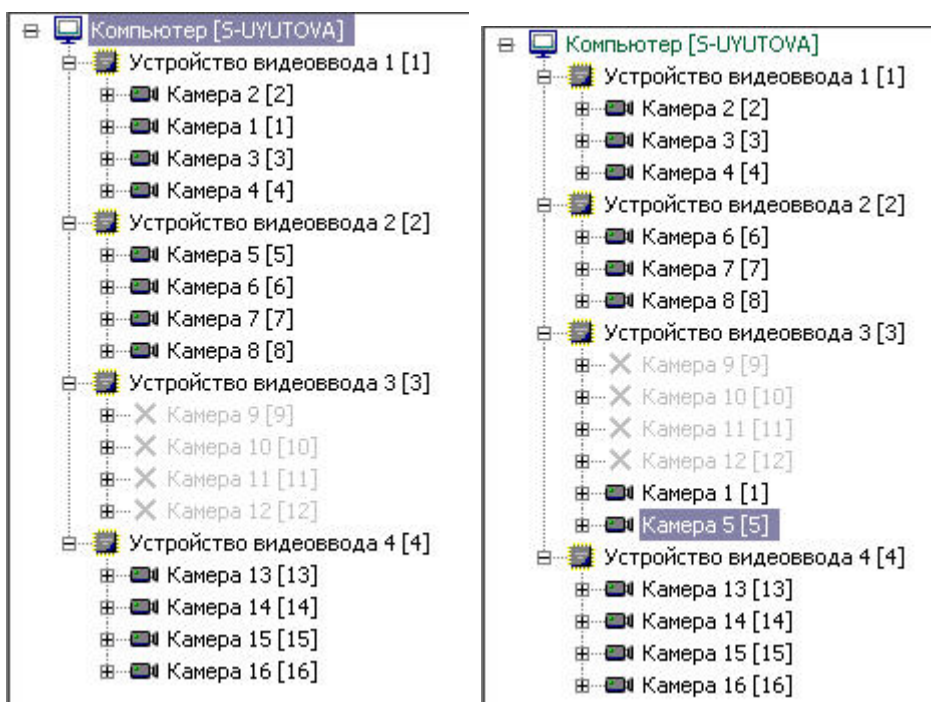 Компьютер [S-UYUTOVA]
Устройство видеоввода 1 [1]
Камера 2 [2]
Камера 1 [1]
Камера 3 [3]
Камера 4 [4]
Устройство видеоввода 2 [2]
Камера 5 [5]
Камера 6 [6]
Камера 7 [7]
Камера 8 [8]
Устройство видеоввода 3 [3]
Камера 9 [9]
Камера 10 [10]
Камера 11 [11]
Камера 12 [12]
Устройство видеоввода 4 [4]
Камера 13 [13]
Камера 14 [14]
Камера 15 [15]
Камера 16 [16]
Компьютер [S-UYUTOVA]
Устройство видеоввода 1 [1]
Камера 2 [2]
Камера 3 [3]
Камера 4 [4]
Устройство видеоввода 2 [2]
Камера 6 [6]
Камера 7 [7]
Камера 8 [8]
Устройство видеоввода 3 [3]
Камера 9 [9]
Камера 10 [10]
Камера 11 [11]
Камера 12 [12]
Камера 1 [1]
Камера 5 [5]
Устройство видеоввода 4 [4]
Камера 13 [13]
Камера 14 [14]
Камера 15 [15]
Камера 16 [16]